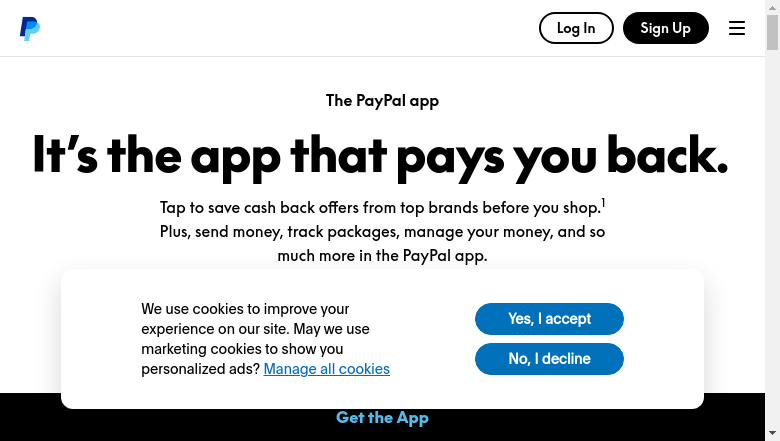 Log In
Sign Up
The PayPal app
It’s the app that pays you back.
Tap to save cash back offers from top brands before you shop.1
Plus, send money, track packages, manage your money, and so
much more in the PayPal app.
We use cookies to improve your
experience on our site. May we use
marketing cookies to show you
personalized ads? Manage all cookies
Yes, I accept
No, I decline
Get the App